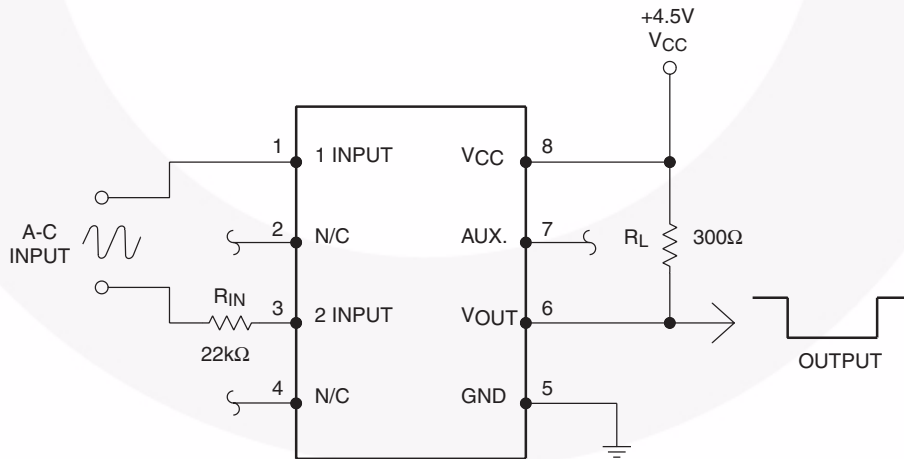 +4.5V
VCC
1
1 INPUT
VCC
8
A-C
INPUT
2
N/C
AUX.
7
RL
300Ω
RIN
22kΩ
3
2 INPUT
VOUT
6
OUTPUT
4
N/C
GND
5